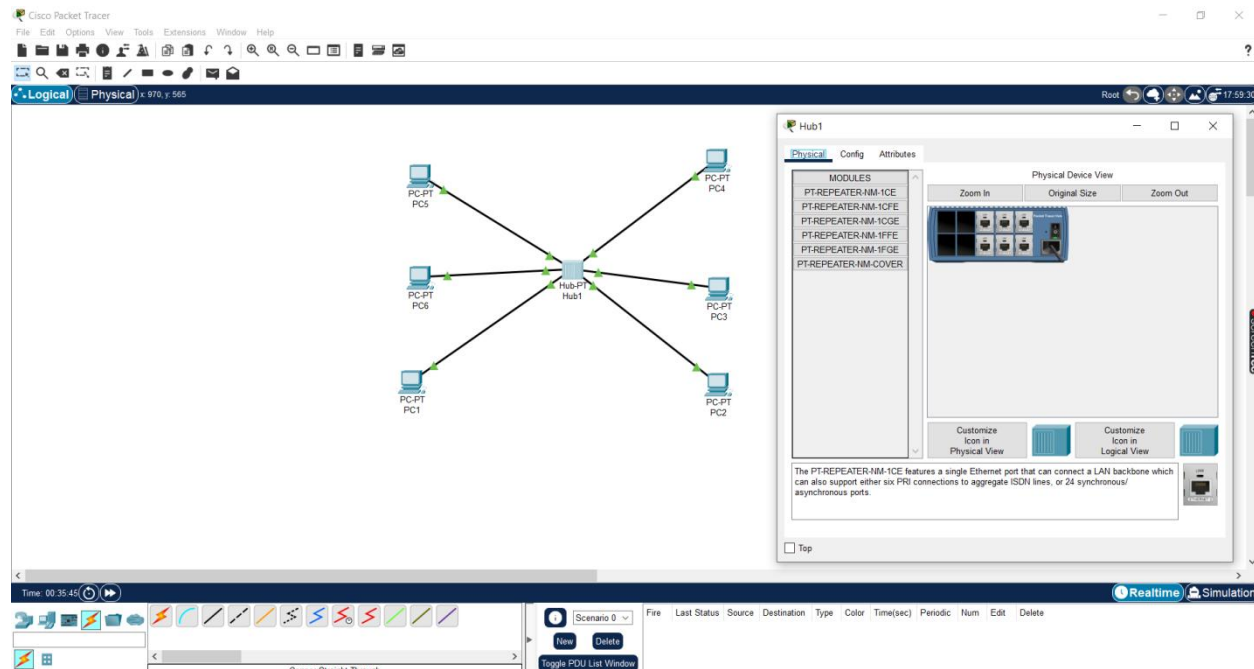 Cisco Packet Tracer
File Edit Options View Tools Extensions Window Help
?
Logical Physical x: 970, y: 565 Root 17:59:30
Hub1
Physical Config Attributes
MODULES
PT-REPEATER-NM-1CE
PT-REPEATER-NM-1CFE
PT-REPEATER-NM-1CGE
PT-REPEATER-NM-1FFE
PT-REPEATER-NM-1FGE
PT-REPEATER-NM-COVER
Physical Device View
Zoom In Original Size Zoom Out
Customize
Icon in
Physical View
Customize
Icon in
Logical View
The PT-REPEATER-NM-1CE features a single Ethernet port that can connect a LAN backbone which
can also support either six PRI connections to aggregate ISDN lines, or 24 synchronous/
asynchronous ports.
Top
PC-PT
PC5
PC-PT
PC4
PC-PT
PC6
Hub-PT
Hub1
PC-PT
PC3
PC-PT
PC1
PC-PT
PC2
Time: 00:35:45 Realtime Simulation
Scenario 0
New Delete
Toggle PDU List Window
Fire Last Status Source Destination Type Color Time(sec) Periodic Num Edit Delete